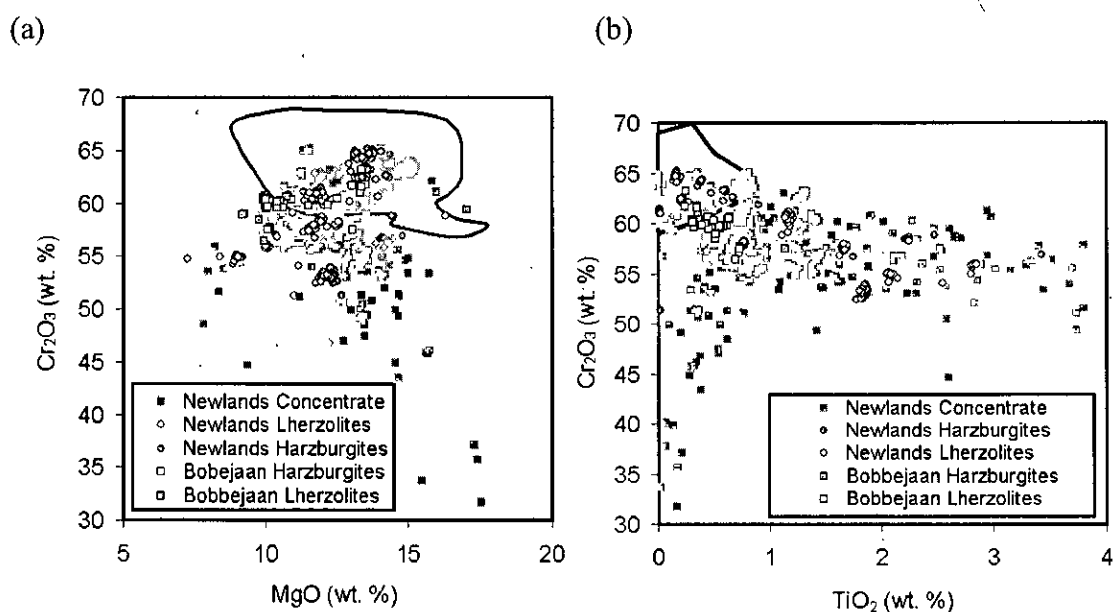 (a)
(b)
Cr₂O₃ (wt. %)
70
65
60
55
50
45
40
35
30
5
10
15
20
MgO (wt. %)
Newlands Concentrate
Newlands Lherzolites
Newlands Harzburgites
Bobejaan Harzburgites
Bobbejaan Lherzolites
Cr₂O₃ (wt. %)
70
65
60
55
50
45
40
35
30
0
1
2
3
4
TiO₂ (wt. %)
Newlands Concentrate
Newlands Harzburgites
Newlands Lherzolites
Bobbejaan Harzburgites
Bobbejaan Lherzolites